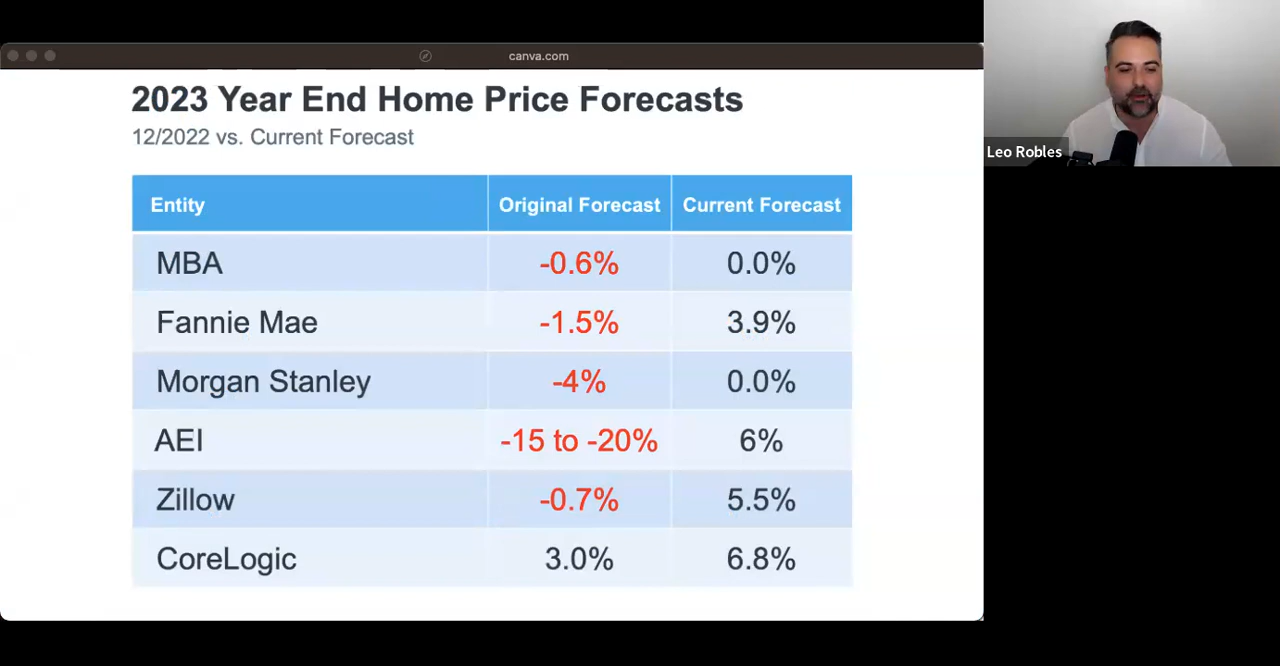 canva.com
2023 Year End Home Price Forecasts
12/2022 vs. Current Forecast
Entity Original Forecast Current Forecast
MBA -0.6% 0.0%
Fannie Mae -1.5% 3.9%
Morgan Stanley -4% 0.0%
AEI -15 to -20% 6%
Zillow -0.7% 5.5%
CoreLogic 3.0% 6.8%
Leo Robles